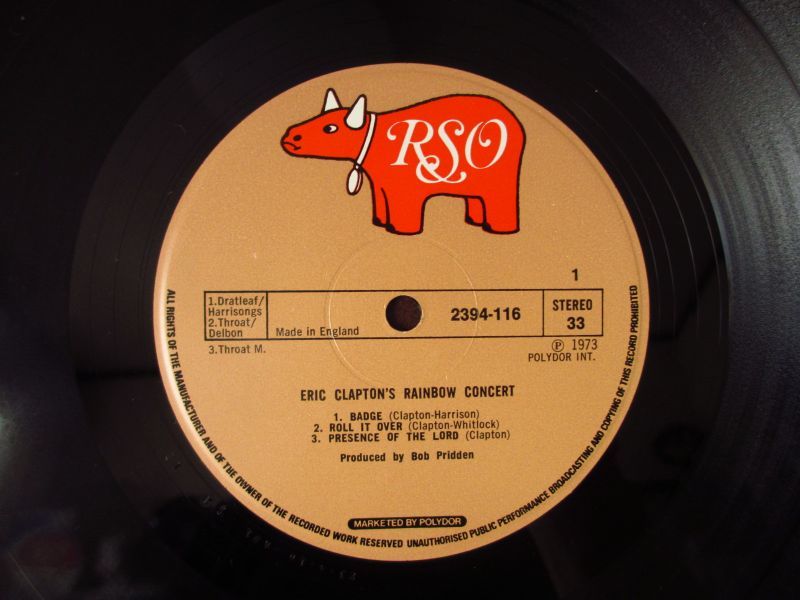 RSO
1
1.Dratleaf/
Harrisongs
2.Throat/
Delbon
3.Throat M.
Made in England
2394-116
STEREO
33
℗ 1973
POLYDOR INT.
ERIC CLAPTON'S RAINBOW CONCERT
1. BADGE (Clapton-Harrison)
2. ROLL IT OVER (Clapton-Whitlock)
3. PRESENCE OF THE LORD (Clapton)
Produced by Bob Pridden
MARKETED BY POLYDOR
ALL RIGHTS OF THE MANUFACTURER AND OF THE OWNER OF THE RECORDED WORK RESERVED UNAUTHORISED PUBLIC PERFORMANCE BROADCASTING AND COPYING OF THIS RECORD PROHIBITED